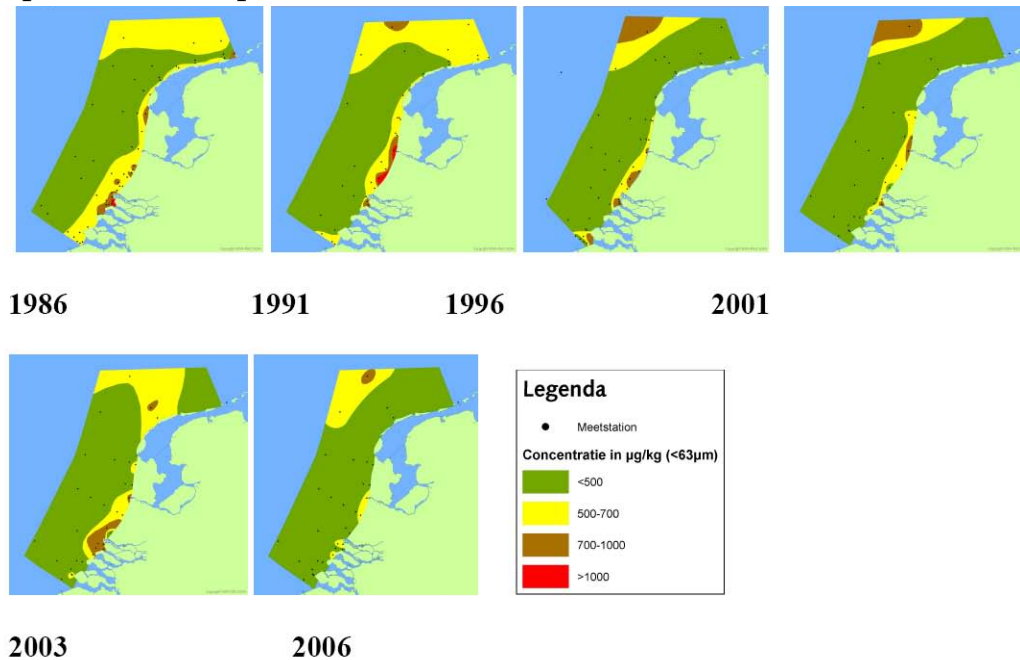 1986 1991 1996 2001
Legenda
Meetstation
Concentratie in µg/kg (<63µm)
<500
500-700
700-1000
>1000
2003 2006